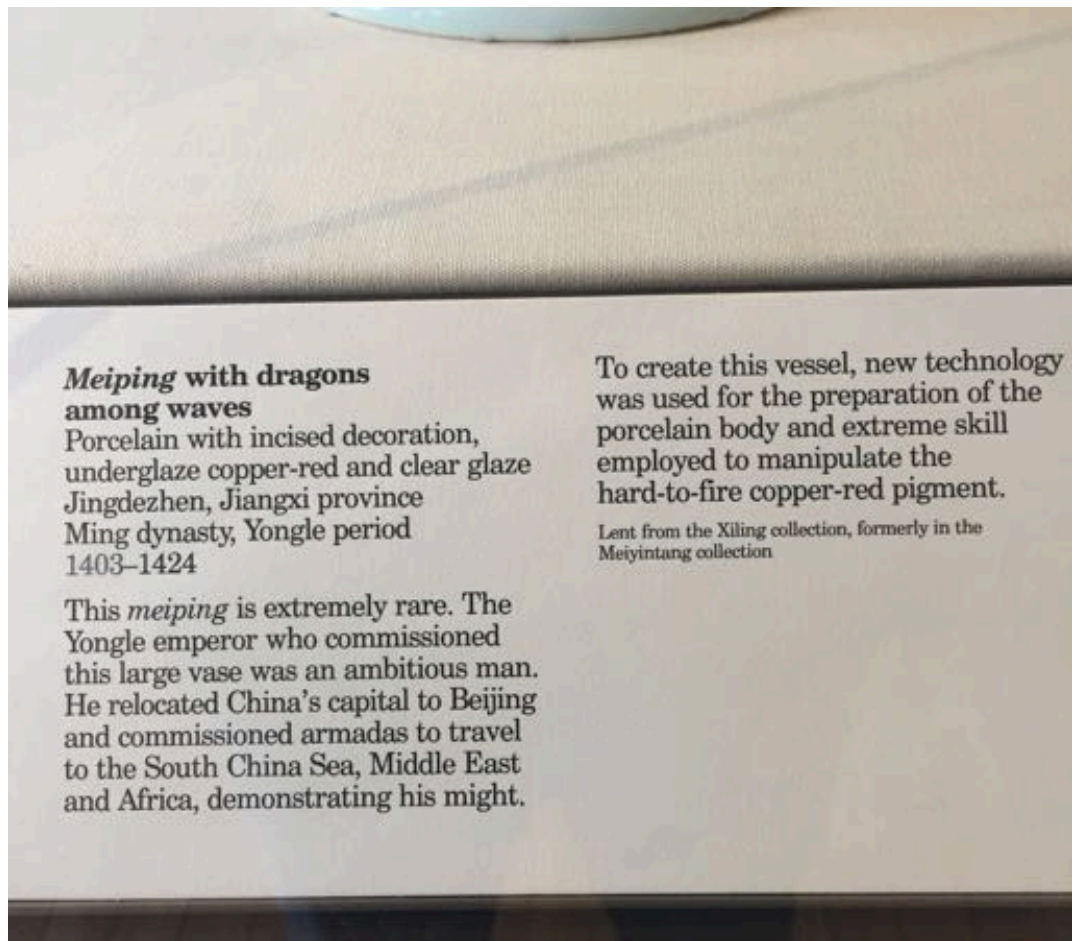 Meiping with dragons
among waves
Porcelain with incised decoration,
underglaze copper-red and clear glaze
Jingdezhen, Jiangxi province
Ming dynasty, Yongle period
1403–1424
This meiping is extremely rare. The
Yongle emperor who commissioned
this large vase was an ambitious man.
He relocated China's capital to Beijing
and commissioned armadas to travel
to the South China Sea, Middle East
and Africa, demonstrating his might.
To create this vessel, new technology
was used for the preparation of the
porcelain body and extreme skill
employed to manipulate the
hard-to-fire copper-red pigment.
Lent from the Xiling collection, formerly in the
Meiyintang collection